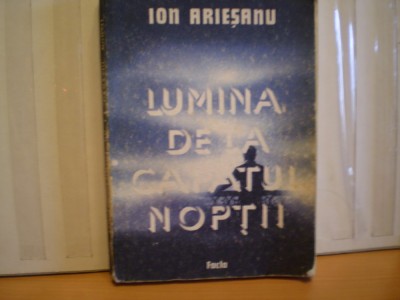 ION ARIEȘANU
LUMINA
DE LA
CAPĂTUL
NOPȚII
Facla